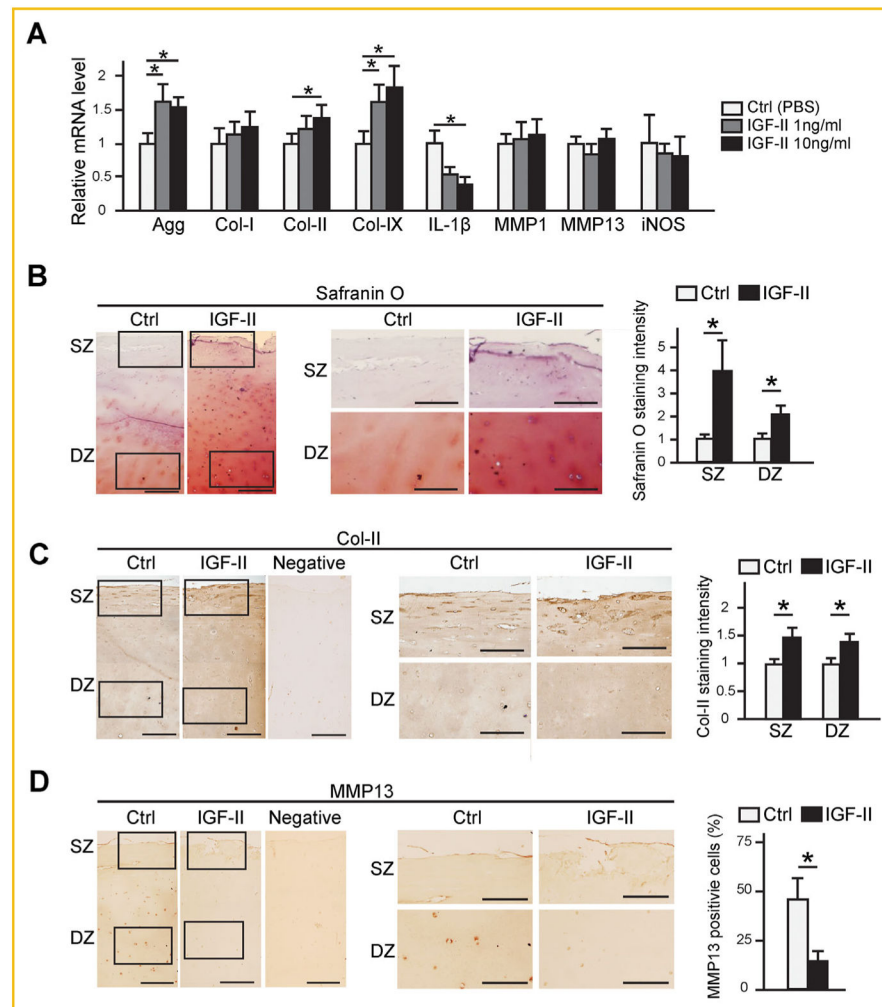 A
Relative mRNA level
2
1.5
1
0.5
0
* * * * * *
Agg Col-I Col-II Col-IX IL-1β MMP1 MMP13 iNOS
Ctrl (PBS)
IGF-II 1ng/ml
IGF-II 10ng/ml
B
Safranin O
Ctrl IGF-II Ctrl IGF-II
SZ
DZ
SZ
DZ
Ctrl IGF-II
Safranin O staining intensity
5
4
3
2
1
0
* *
SZ DZ
C
Col-II
Ctrl IGF-II Negative Ctrl IGF-II
SZ
DZ
SZ
DZ
Ctrl IGF-II
Col-II staining intensity
2
1.5
1.0
0.5
0
* *
SZ DZ
D
MMP13
Ctrl IGF-II Negative Ctrl IGF-II
SZ
DZ
SZ
DZ
Ctrl IGF-II
MMP13 positivie cells (%)
75
50
25
0
*